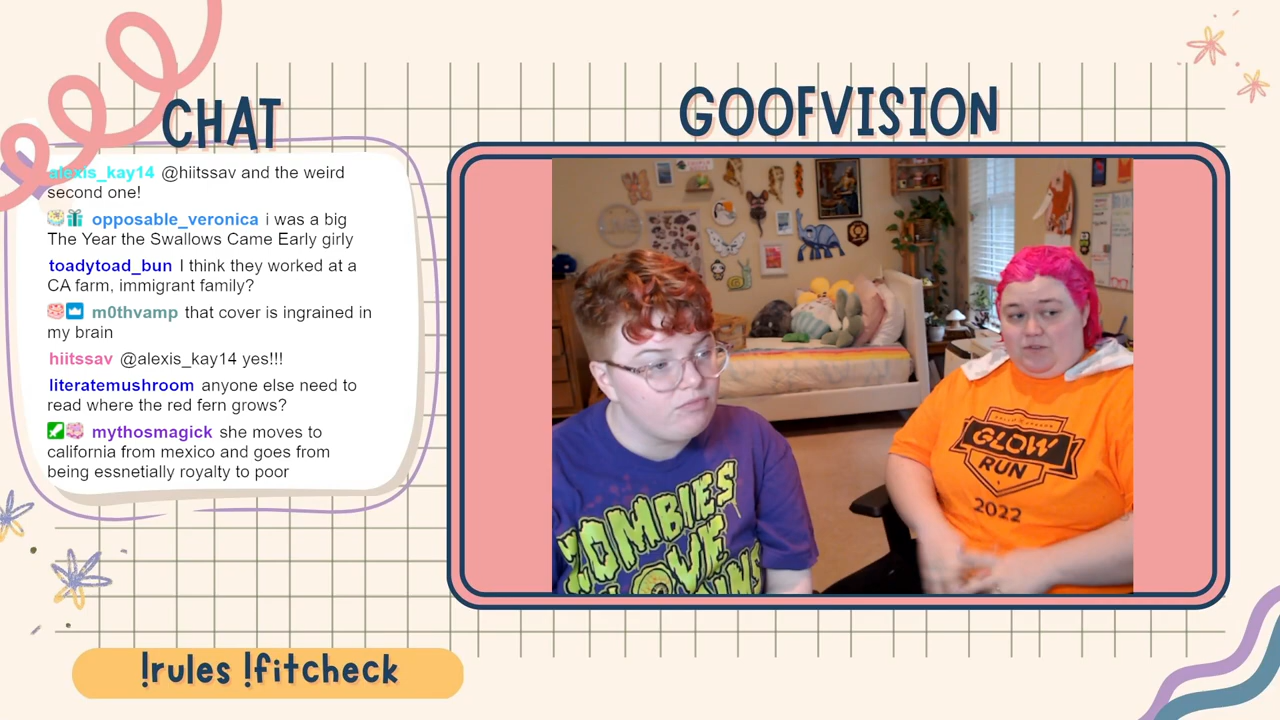 CHAT
GOOFVISION
alexis_kay14 @hiitssav and the weird
second one!
opposable_veronica i was a big
The Year the Swallows Came Early girly
toadytoad_bun I think they worked at a
CA farm, immigrant family?
m0thvamp that cover is ingrained in
my brain
hiitssav @alexis_kay14 yes!!!
literatemushroom anyone else need to
read where the red fern grows?
mythosmagick she moves to
california from mexico and goes from
being essnetially royalty to poor
ZOMBIES
LOVE
GLOW
RUN
2022
!rules !fitcheck